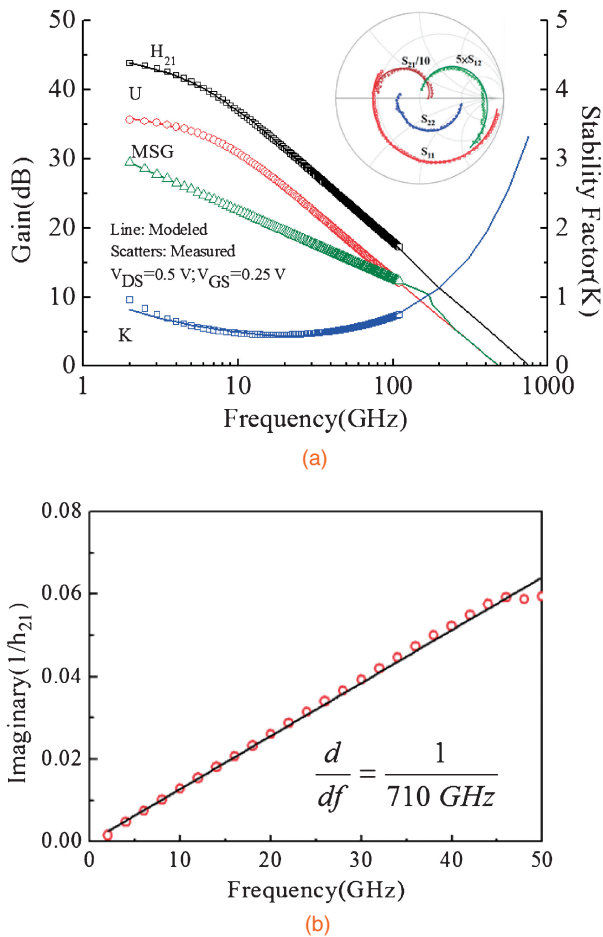 50
40
30
20
10
0
Gain(dB)
H21
U
MSG
K
Line: Modeled
Scatters: Measured
VDS=0.5 V;VGS=0.25 V
S21/10
5×S12
S22
S11
5
4
3
2
1
0
Stability Factor(K)
1 10 100 1000
Frequency(GHz)
(a)
0.08
0.06
0.04
0.02
0.00
Imaginary(1/h21)
d/df = 1/710 GHz
0 10 20 30 40 50
Frequency(GHz)
(b)